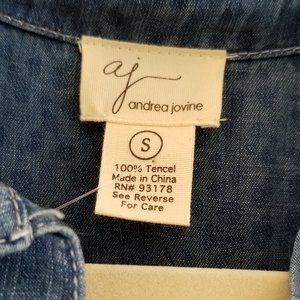 aj
andrea jovine
S
100% Tencel
Made in China
RN# 93178
See Reverse
For Care